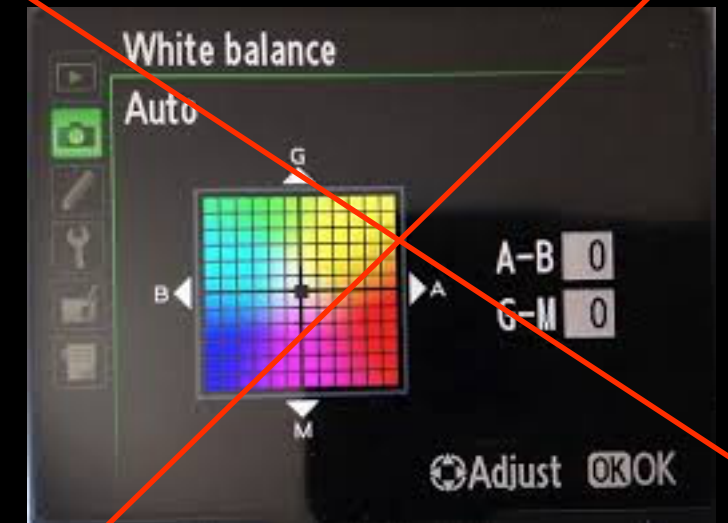 White balance
Auto
G
B
A
M
A-B 0
G-M 0
Adjust OK OK